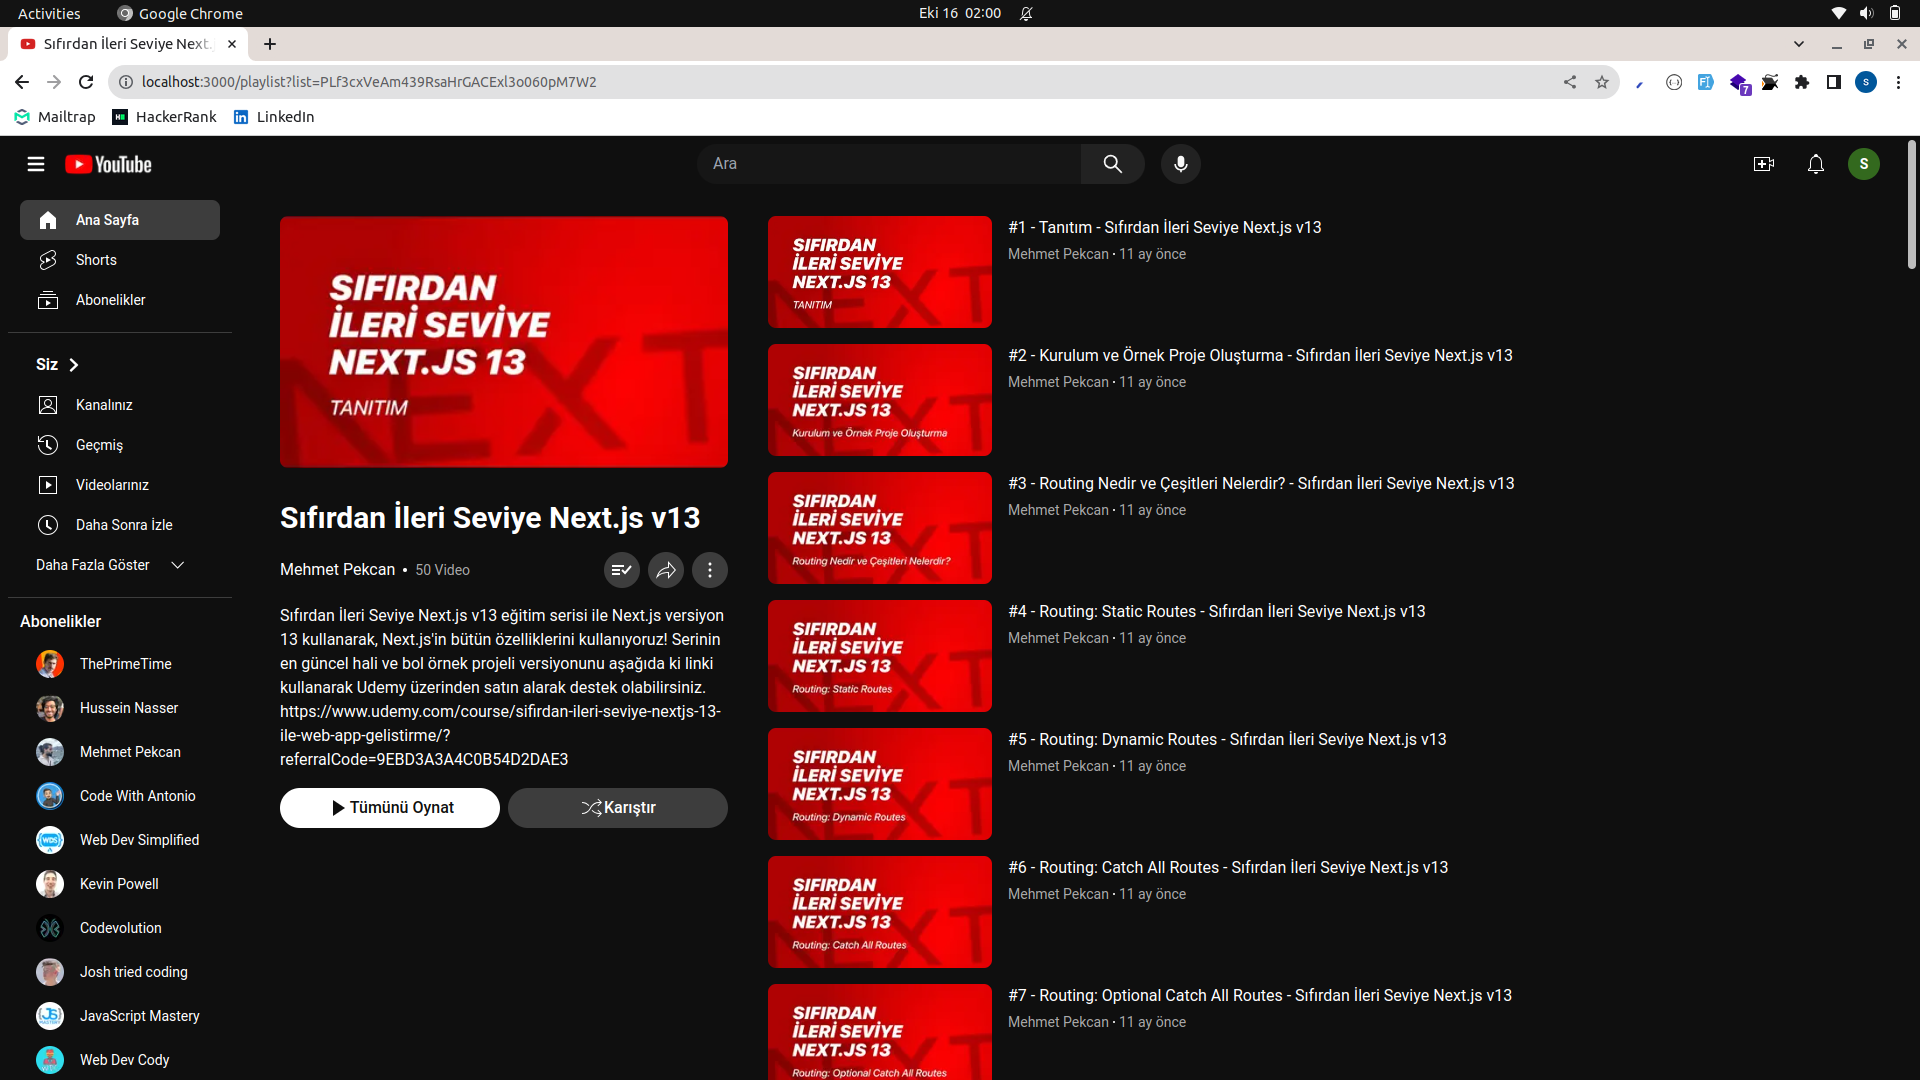 Activities
Google Chrome
Eki 16 02:00
Sıfırdan İleri Seviye Next.
localhost:3000/playlist?list=PLf3cxVeAm439RsaHrGACExl3o060pM7W2
7
S
Mailtrap
HackerRank
LinkedIn
YouTube
Ara
S
Ana Sayfa
Shorts
Abonelikler
Siz
Kanalınız
Geçmiş
Videolarınız
Daha Sonra İzle
Daha Fazla Göster
Abonelikler
ThePrimeTime
Hussein Nasser
Mehmet Pekcan
Code With Antonio
Web Dev Simplified
Kevin Powell
Codevolution
Josh tried coding
JavaScript Mastery
Web Dev Cody
SIFIRDAN
İLERİ SEVİYE
NEXT.JS 13
TANITIM
NEXT
Sıfırdan İleri Seviye Next.js v13
Mehmet Pekcan • 50 Video
Sıfırdan İleri Seviye Next.js v13 eğitim serisi ile Next.js versiyon
13 kullanarak, Next.js'in bütün özelliklerini kullanıyoruz! Serinin
en güncel hali ve bol örnek projeli versiyonunu aşağıda ki linki
kullanarak Udemy üzerinden satın alarak destek olabilirsiniz.
https://www.udemy.com/course/sifirdan-ileri-seviye-nextjs-13-
ile-web-app-gelistirme/?
referralCode=9EBD3A3A4C0B54D2DAE3
Tümünü Oynat
Karıştır
SIFIRDAN
İLERİ SEVİYE
NEXT.JS 13
TANITIM
NEXT
#1 - Tanıtım - Sıfırdan İleri Seviye Next.js v13
Mehmet Pekcan · 11 ay önce
SIFIRDAN
İLERİ SEVİYE
NEXT.JS 13
Kurulum ve Örnek Proje Oluşturma
NEXT
#2 - Kurulum ve Örnek Proje Oluşturma - Sıfırdan İleri Seviye Next.js v13
Mehmet Pekcan · 11 ay önce
SIFIRDAN
İLERİ SEVİYE
NEXT.JS 13
Routing Nedir ve Çeşitleri Nelerdir?
NEXT
#3 - Routing Nedir ve Çeşitleri Nelerdir? - Sıfırdan İleri Seviye Next.js v13
Mehmet Pekcan · 11 ay önce
SIFIRDAN
İLERİ SEVİYE
NEXT.JS 13
Routing: Static Routes
NEXT
#4 - Routing: Static Routes - Sıfırdan İleri Seviye Next.js v13
Mehmet Pekcan · 11 ay önce
SIFIRDAN
İLERİ SEVİYE
NEXT.JS 13
Routing: Dynamic Routes
NEXT
#5 - Routing: Dynamic Routes - Sıfırdan İleri Seviye Next.js v13
Mehmet Pekcan · 11 ay önce
SIFIRDAN
İLERİ SEVİYE
NEXT.JS 13
Routing: Catch All Routes
NEXT
#6 - Routing: Catch All Routes - Sıfırdan İleri Seviye Next.js v13
Mehmet Pekcan · 11 ay önce
SIFIRDAN
İLERİ SEVİYE
NEXT.JS 13
Routing: Optional Catch All Routes
NEXT
#7 - Routing: Optional Catch All Routes - Sıfırdan İleri Seviye Next.js v13
Mehmet Pekcan · 11 ay önce